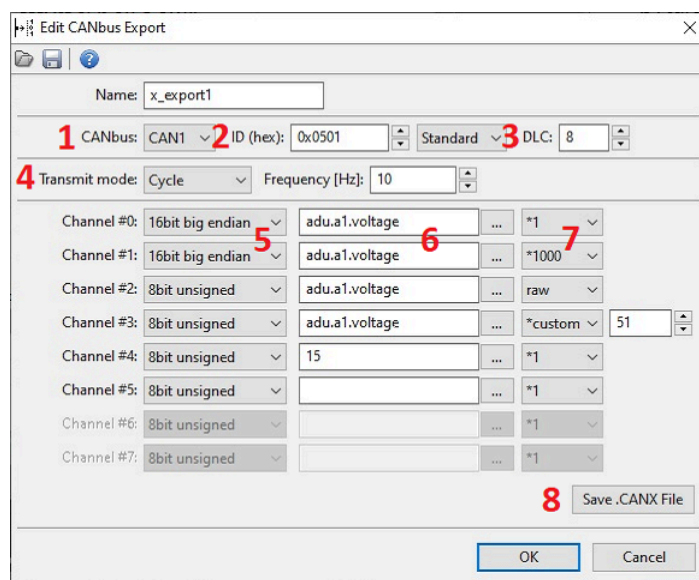 Edit CANbus Export
Name: x_export1
1 CANbus: CAN1 2 ID (hex): 0x0501 Standard 3 DLC: 8
4 Transmit mode: Cycle Frequency [Hz]: 10
Channel #0: 16bit big endian adu.a1.voltage ... *1
5 6 7
Channel #1: 16bit big endian adu.a1.voltage ... *1000
Channel #2: 8bit unsigned adu.a1.voltage ... raw
Channel #3: 8bit unsigned adu.a1.voltage ... *custom 51
Channel #4: 8bit unsigned 15 ... *1
Channel #5: 8bit unsigned ... *1
Channel #6: 8bit unsigned ... *1
Channel #7: 8bit unsigned ... *1
8 Save .CANX File
OK Cancel